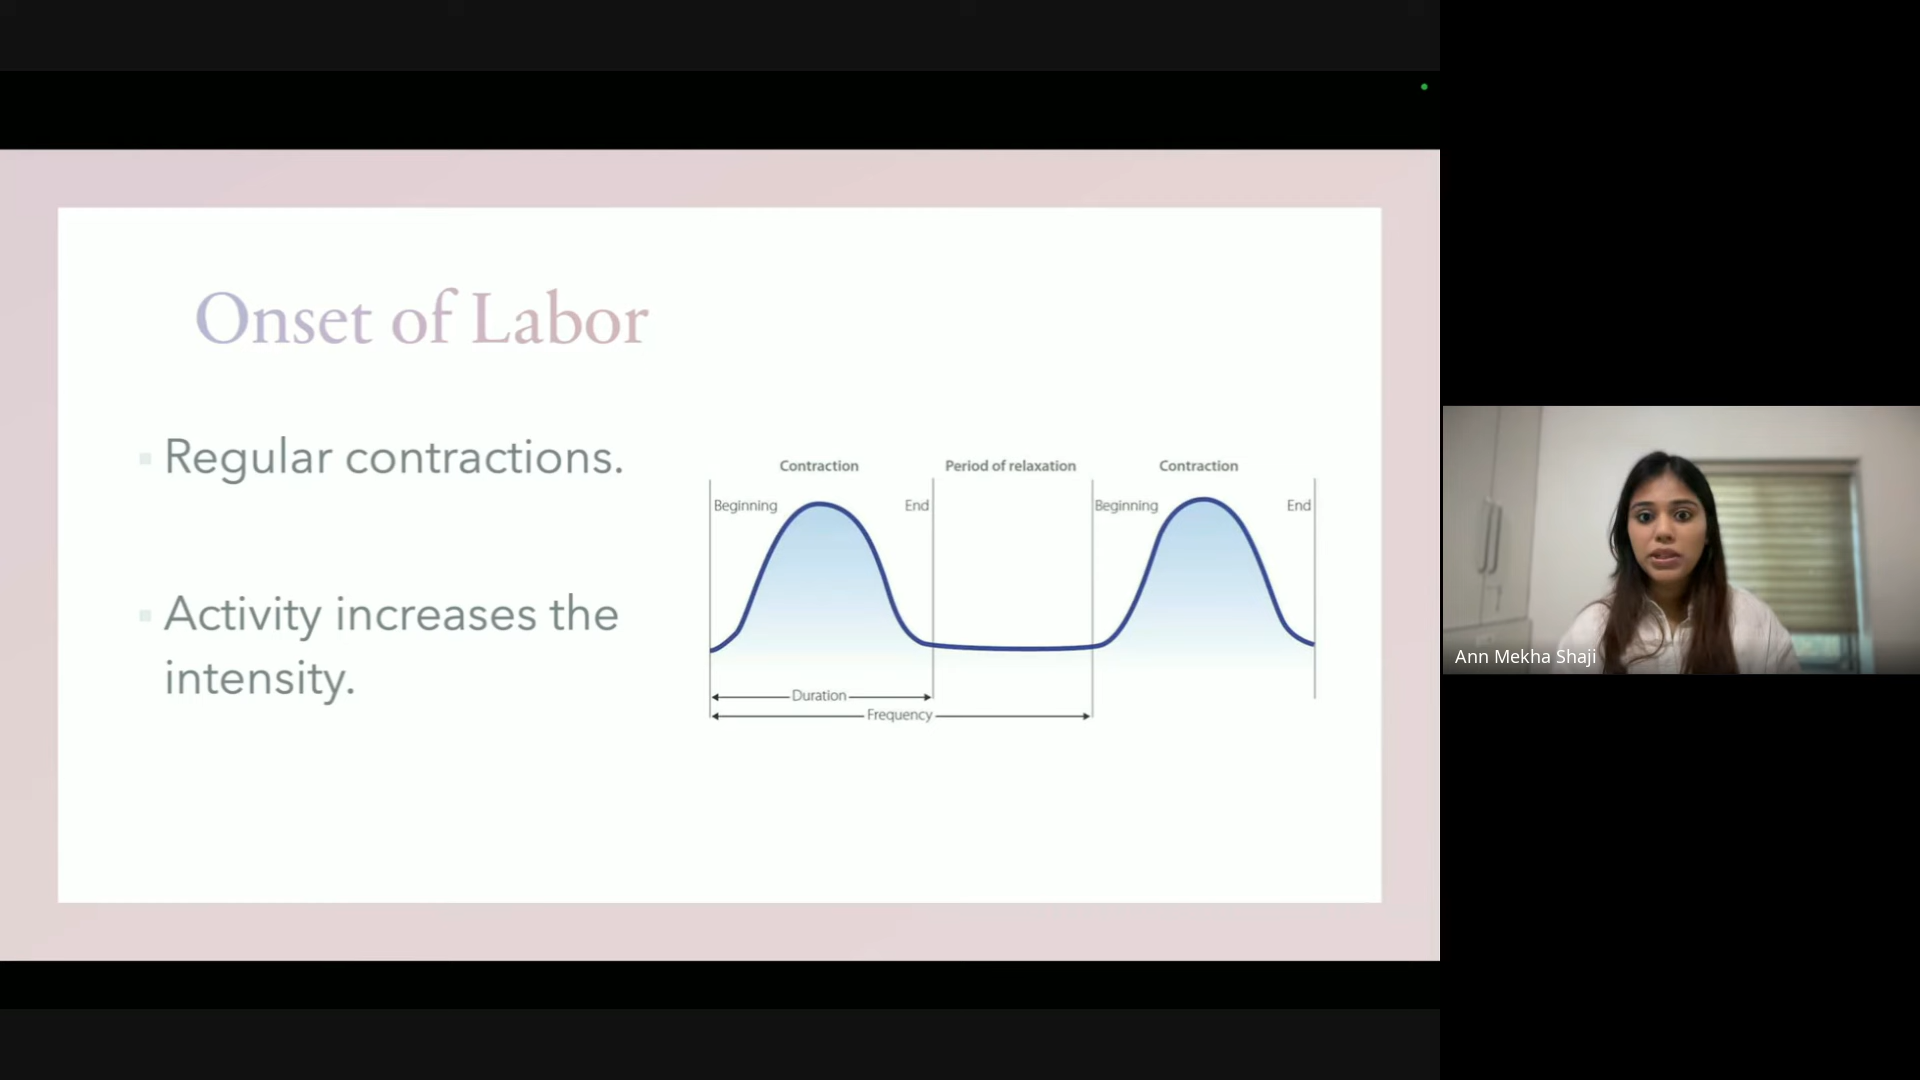 Onset of Labor
Regular contractions.
Activity increases the
intensity.
Contraction Period of relaxation Contraction
Beginning End Beginning End
Duration
Frequency
Ann Mekha Shaji